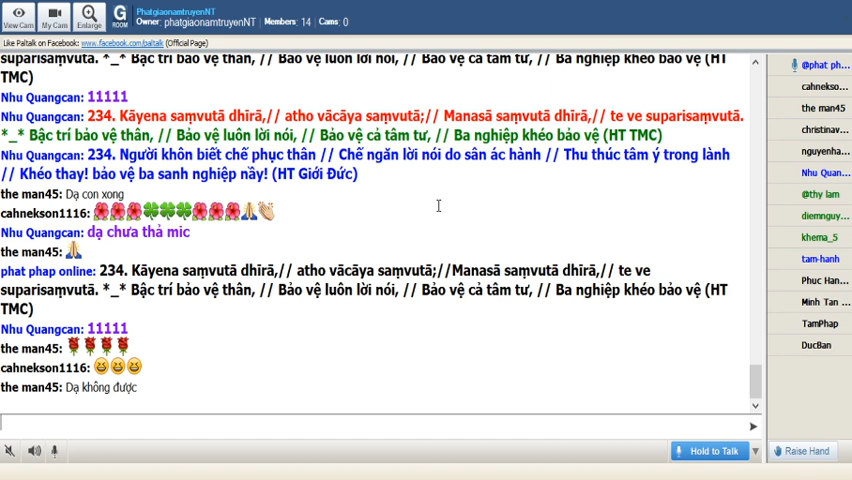 PhatgiaonamtruyenNT
Owner: phatgiaonamtruyenNT Members: 14 Cams: 0
View Cam My Cam Enlarge G ROOM
Like Paltalk on Facebook: www.facebook.com/paltalk (Official Page)
suparisaṃvutā. *_* Bậc trí bảo vệ thân, // Bảo vệ luôn lời nói, // Bảo vệ cả tâm tư, // Ba nghiệp khéo bảo vệ (HT
TMC)
Nhu Quangcan: 11111
Nhu Quangcan: 234. Kāyena saṃvutā dhīrā,// atho vācāya saṃvutā;// Manasā saṃvutā dhīrā,// te ve suparisaṃvutā.
*_* Bậc trí bảo vệ thân, // Bảo vệ luôn lời nói, // Bảo vệ cả tâm tư, // Ba nghiệp khéo bảo vệ (HT TMC)
Nhu Quangcan: 234. Người khôn biết chế phục thân // Chế ngăn lời nói do sân ác hành // Thu thúc tâm ý trong lành
// Khéo thay! bảo vệ ba sanh nghiệp nầy! (HT Giới Đức)
the man45: Dạ con xong
cahnekson1116:
Nhu Quangcan: dạ chưa thả mic
the man45:
phat phap online: 234. Kāyena saṃvutā dhīrā,// atho vācāya saṃvutā;//Manasā saṃvutā dhīrā,// te ve
suparisaṃvutā. *_* Bậc trí bảo vệ thân, // Bảo vệ luôn lời nói, // Bảo vệ cả tâm tư, // Ba nghiệp khéo bảo vệ (HT
TMC)
Nhu Quangcan: 11111
the man45:
cahnekson1116:
the man45: Dạ không được
@phat ph...
cahnekso...
the man45
christinav...
nguyenha...
Nhu Quan...
@thy lam
diemnguy...
khema_5
tam-hanh
Phuc Han...
Minh Tan ...
TamPhap
DucBan
Hold to Talk
Raise Hand